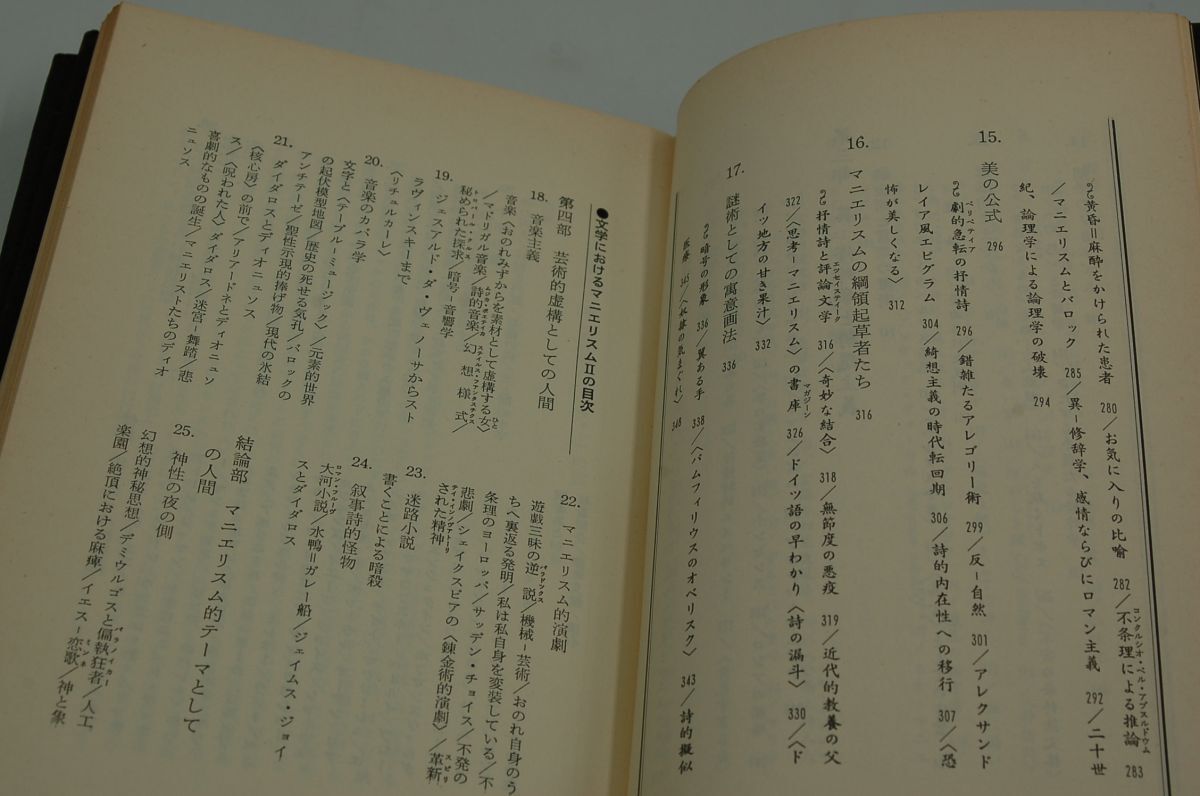 黄昏=麻酔をかけられた患者 280/お気に入りの比喩 282/不条理による推論 283
/マニエリスムとバロック 285/異-修辞学、感情ならびにロマン主義 292/二十世
紀、論理学による論理学の破壊 294
15. 美の公式 296
劇的急転の抒情詩 296/錯雑たるアレゴリー術 299/反-自然 301/アレクサンド
レイア風エピグラム 304/綺想主義の時代転回期 306/詩的内在性への移行 307/〈恐
怖が美しくなる〉 312
16. マニエリスムの綱領起草者たち 316
抒情詩と評論文学 316/〈奇妙な結合〉 318/無節度の悪疫 319/近代的教養の父
322/〈思考-マニエリスム〉の書庫 326/ドイツ語の早わかり〈詩の漏斗〉 330/〈ド
イツ地方の甘き果汁〉 332
17. 謎術としての寓意画法 336
暗号の形象 336/異ある手 338/〈パムフィリウスのオベリスク〉 343/詩的擬似
345/〈奴隷の気まぐれ〉 348
●文学におけるマニエリスムIIの目次
第四部 芸術的虚構としての人間
18. 音楽主義
音楽〈おのれみずからを素材として虚構する女〉
/マドリガル音楽/詩的音楽/幻想様式/
秘められた探求/暗号-音響学
19. ジェスアルド・ダ・ヴェノーサからスト
ラヴィンスキーまで
〈リチェルカーレ〉
20. 音楽のカバラ学
文字と〈テーブル-ミュージック〉/元素的世界
の起伏模型地図/歴史の死せる気孔/バロックの
アンチテーゼ/聖性示現的捧げ物/現代の氷結
21. ダイダロスとディオニュソス
〈核心房〉の前で/アリアードネとディオニュソ
ス/〈呪われた人〉ダイダロス/迷宮-舞踏/悲
喜劇的なものの誕生/マニエリストたちのディオ
ニュソス
22. マニエリスム的演劇
遊戯三昧の逆説/機械-芸術/おのれ自身のう
ちへ裏返る発明/私は私自身を変装している/不
条理のヨーロッパ/サッデン・チョイス/不発の
悲劇/シェイクスピアの〈錬金術的演劇〉/革新
された精神
23. 迷路小説
書くことによる暗殺
24. 叙事詩的怪物
大河小説/水鴨=ガレー船/ジェイムス・ジョイ
スとダイダロス
結論部 マニエリスム的テーマとして
の人間
25. 神性の夜の側
幻想的神秘思想/デミウルゴスと偏執狂者/人工
楽園/絶頂における麻痺/イエス-恋歌/神と象